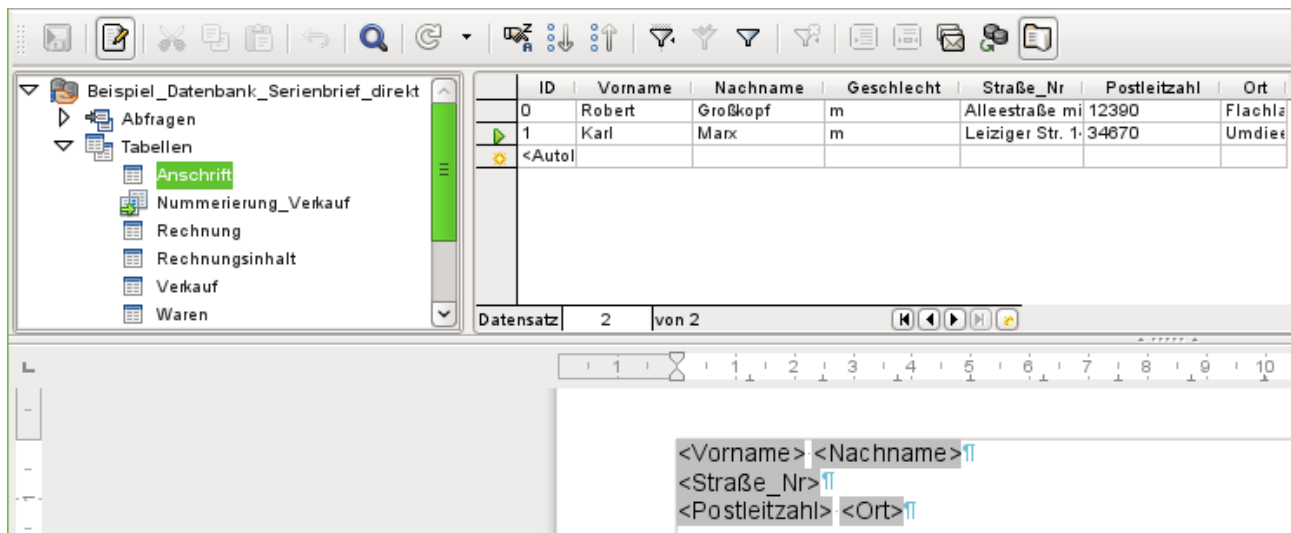 Beispiel_Datenbank_Serienbrief_direkt
Abfragen
Tabellen
Anschrift
Nummerierung_Verkauf
Rechnung
Rechnungsinhalt
Verkauf
Waren
ID Vorname Nachname Geschlecht Straße_Nr Postleitzahl Ort
0 Robert Großkopf m Alleestraße mi 12390 Flachla
1 Karl Marx m Leiziger Str. 1 34670 Umdie
<Autol
Datensatz 2 von 2
1 1 2 3 4 5 6 7 8 9 10
1
<Vorname> <Nachname>¶
<Straße_Nr>¶
<Postleitzahl> <Ort>¶